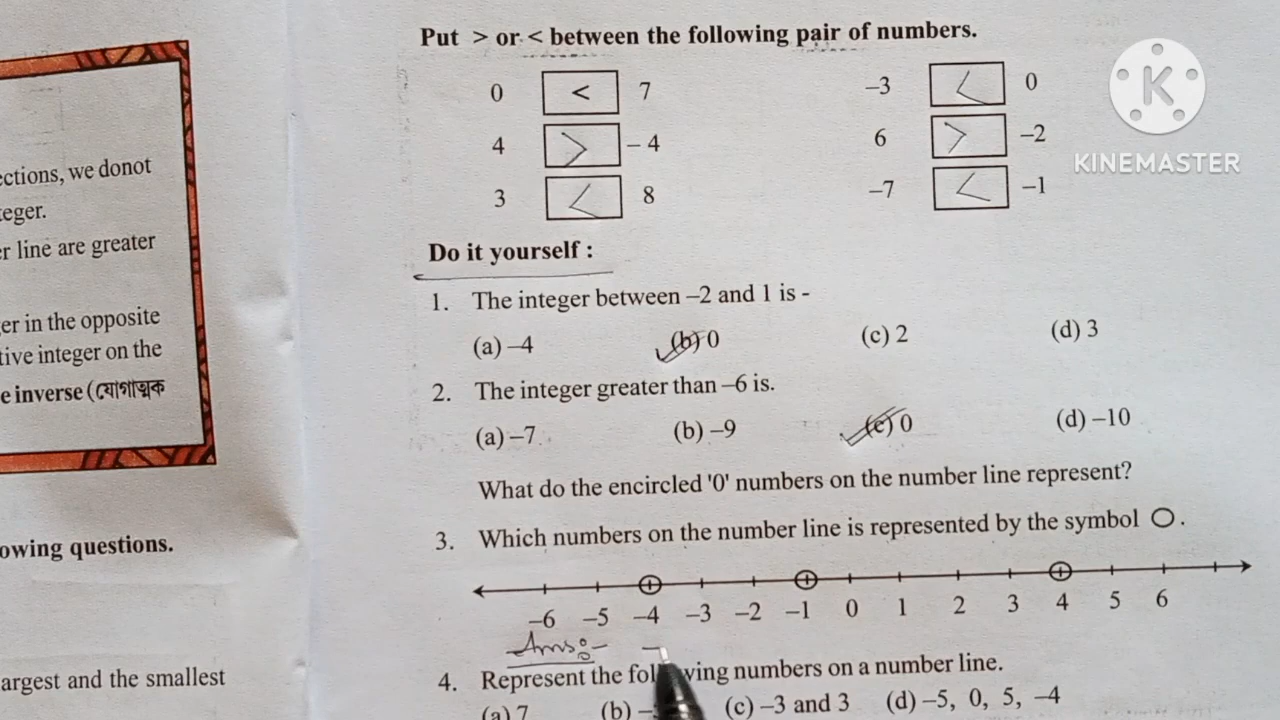 Put > or < between the following pair of numbers.
0 < 7 -3 < 0
4 > -4 6 > -2
3 < 8 -7 < -1
KINEMASTER
ections, we donot
teger.
er line are greater
ger in the opposite
tive integer on the
e inverse (যোগাত্মক
owing questions.
argest and the smallest
Do it yourself :
1. The integer between -2 and 1 is -
(a) -4 (b) 0 (c) 2 (d) 3
2. The integer greater than -6 is.
(a) -7 (b) -9 (c) 0 (d) -10
What do the encircled '0' numbers on the number line represent?
3. Which numbers on the number line is represented by the symbol O.
-6 -5 -4 -3 -2 -1 0 1 2 3 4 5 6
Ans:-
4. Represent the following numbers on a number line.
(a) 7 (b) (c) -3 and 3 (d) -5, 0, 5, -4